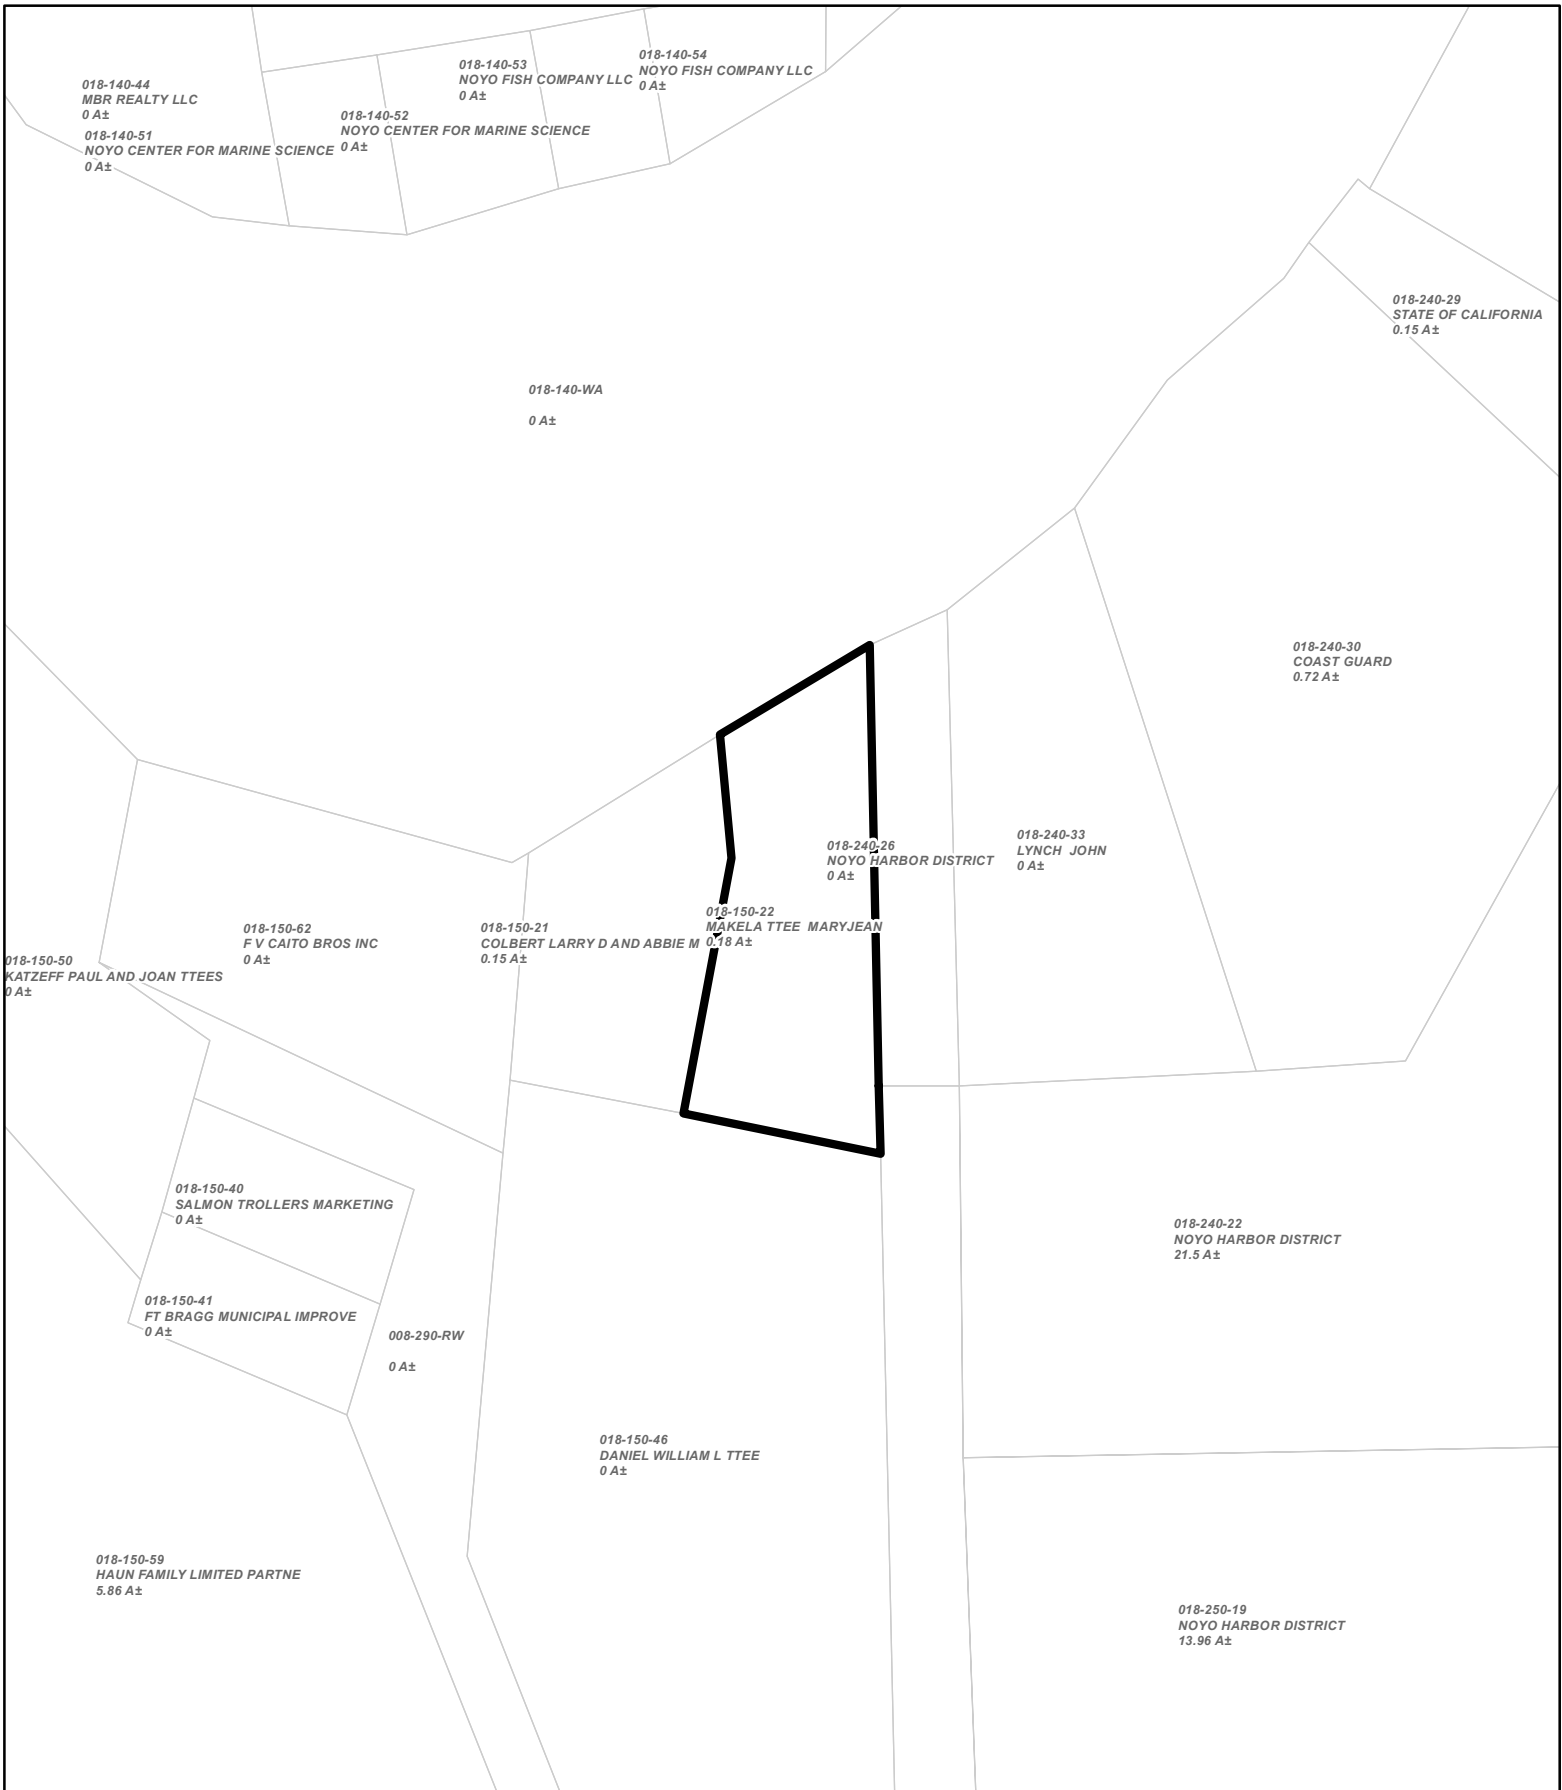 018-140-44
MBR REALTY LLC
0 A±
018-140-51
NOYO CENTER FOR MARINE SCIENCE
0 A±
018-140-52
NOYO CENTER FOR MARINE SCIENCE
0 A±
018-140-53
NOYO FISH COMPANY LLC
0 A±
018-140-54
NOYO FISH COMPANY LLC
0 A±
018-240-29
STATE OF CALIFORNIA
0.15 A±
018-140-WA
0 A±
018-240-30
COAST GUARD
0.72 A±
018-240-26
NOYO HARBOR DISTRICT
0 A±
018-240-33
LYNCH  JOHN
0 A±
018-150-22
MAKELA TTEE  MARYJEAN
0.18 A±
018-150-21
COLBERT LARRY D AND ABBIE M
0.15 A±
018-150-62
F V CAITO BROS INC
0 A±
018-150-50
KATZEFF PAUL AND JOAN TTEES
0 A±
018-150-40
SALMON TROLLERS MARKETING
0 A±
018-240-22
NOYO HARBOR DISTRICT
21.5 A±
018-150-41
FT BRAGG MUNICIPAL IMPROVE
0 A±
008-290-RW
0 A±
018-150-46
DANIEL WILLIAM L TTEE
0 A±
018-150-59
HAUN FAMILY LIMITED PARTNE
5.86 A±
018-250-19
NOYO HARBOR DISTRICT
13.96 A±